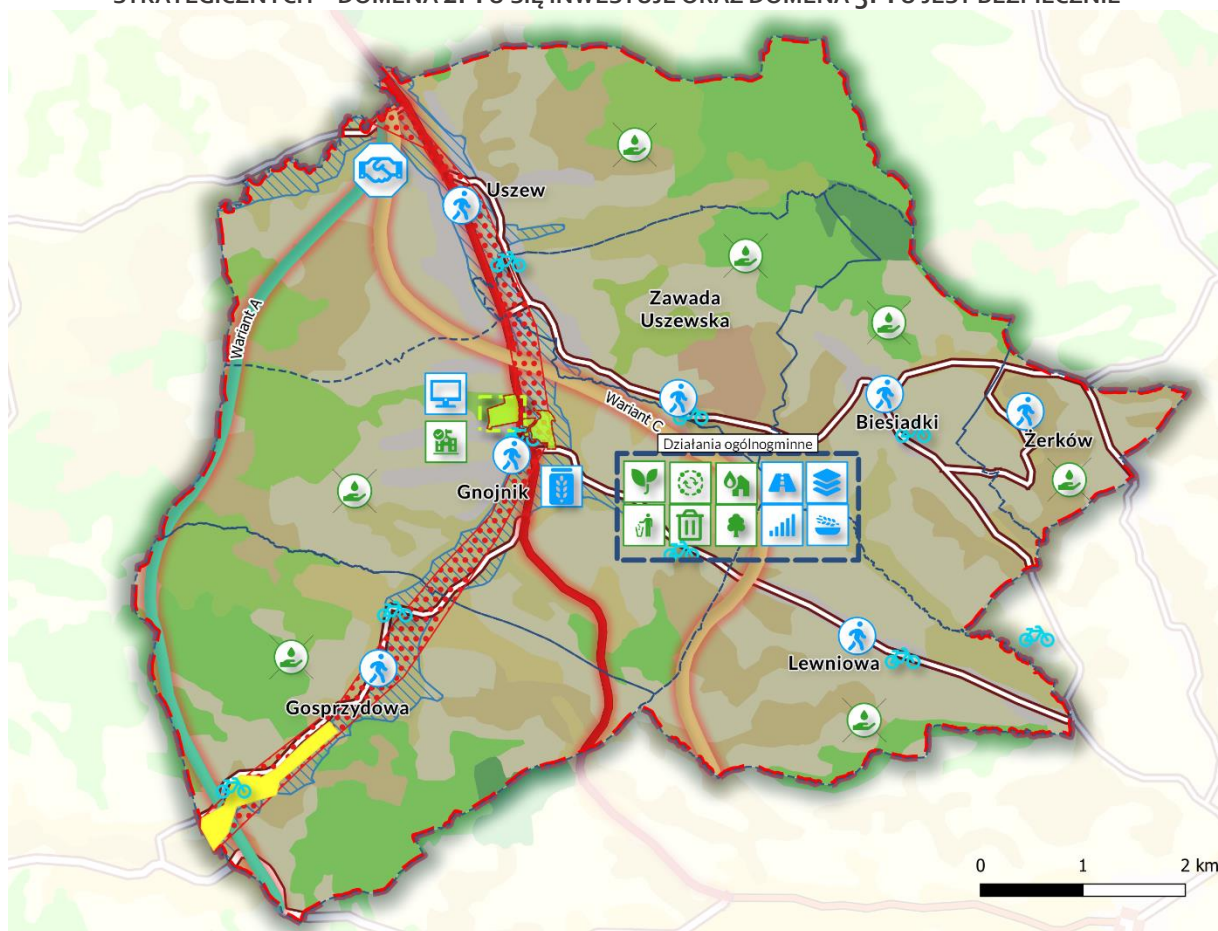 STRATEGICZNYCH – DOMENA 2. TU SIĘ INWESTUJE ORAZ DOMENA 3. TU JEST BEZPIECZNIE
Uszew
Wariant A
Zawada
Uszewska
Wariant C
Biesiadki
Żerków
Działania ogólnogminne
Gnojnik
Lewniowa
Gosprzydowa
0 1 2 km